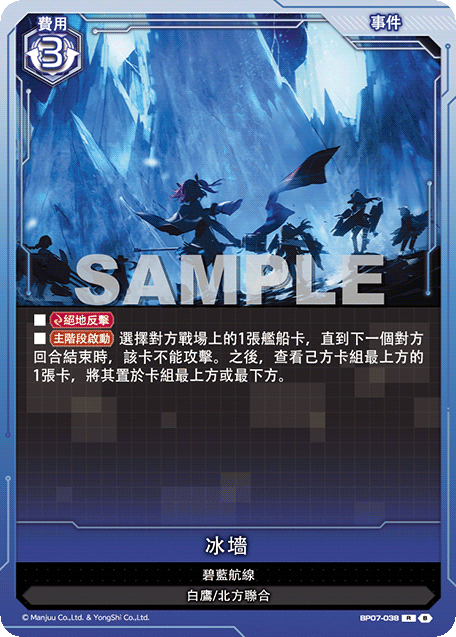 費用
3
事件
SAMPLE
■ 絕地反擊
■ 主階段啟動 選擇對方戰場上的1張艦船卡，直到下一個對方
回合結束時，該卡不能攻擊。之後，查看己方卡組最上方的
1張卡，將其置於卡組最上方或最下方。
冰墻
碧藍航線
白鷹/北方聯合
© Manjuu Co.,Ltd. & YongShi Co.,Ltd.
BP07-038 R B